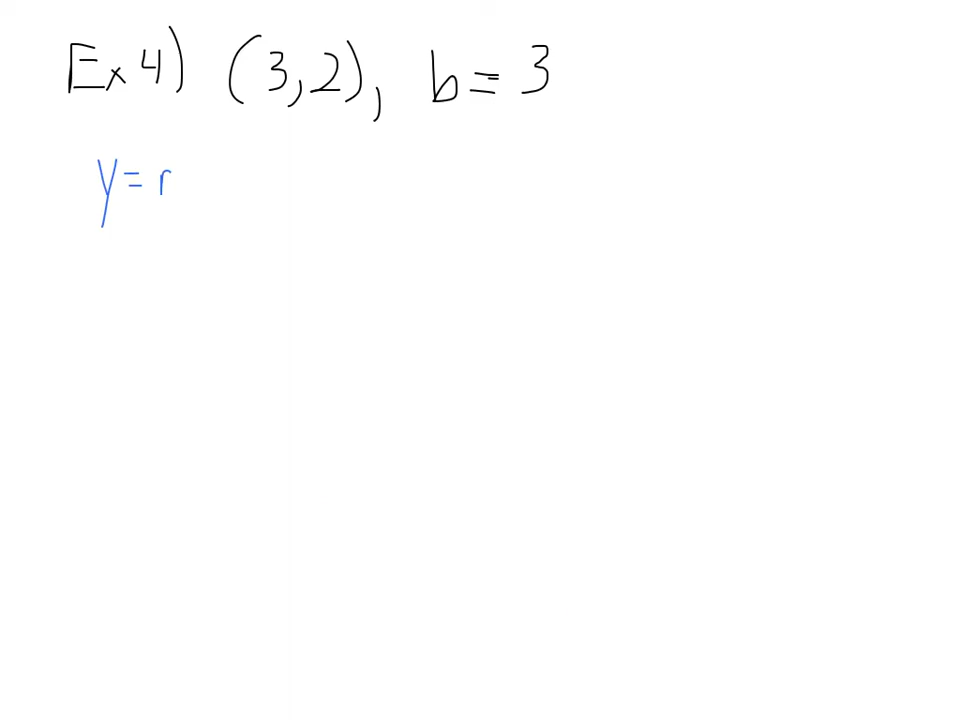 Ex 4) (3,2), b = 3
y = r